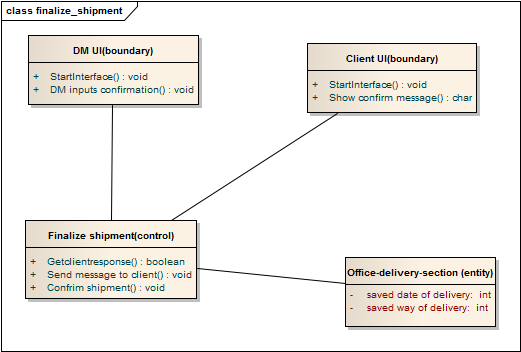 class finalize_shipment
DM UI(boundary)
+ StartInterface() : void
+ DM inputs confirmation() : void
Client UI(boundary)
+ StartInterface() : void
+ Show confirm message() : char
Finalize shipment(control)
+ Getclientresponse() : boolean
+ Send message to client() : void
+ Confrim shipment() : void
Office-delivery-section (entity)
- saved date of delivery: int
- saved way of delivery: int